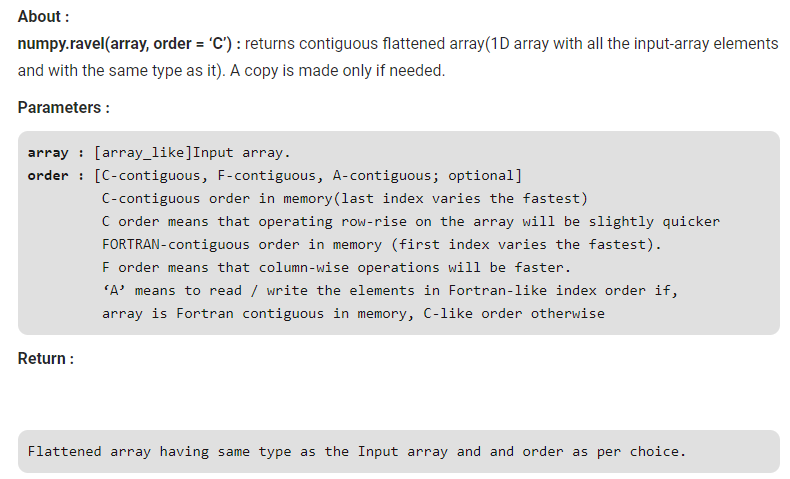 About :
numpy.ravel(array, order = ‘C’) : returns contiguous flattened array(1D array with all the input-array elements
and with the same type as it). A copy is made only if needed.
Parameters :
array : [array_like]Input array.
order : [C-contiguous, F-contiguous, A-contiguous; optional]
C-contiguous order in memory(last index varies the fastest)
C order means that operating row-rise on the array will be slightly quicker
FORTRAN-contiguous order in memory (first index varies the fastest).
F order means that column-wise operations will be faster.
‘A’ means to read / write the elements in Fortran-like index order if,
array is Fortran contiguous in memory, C-like order otherwise
Return :
Flattened array having same type as the Input array and and order as per choice.